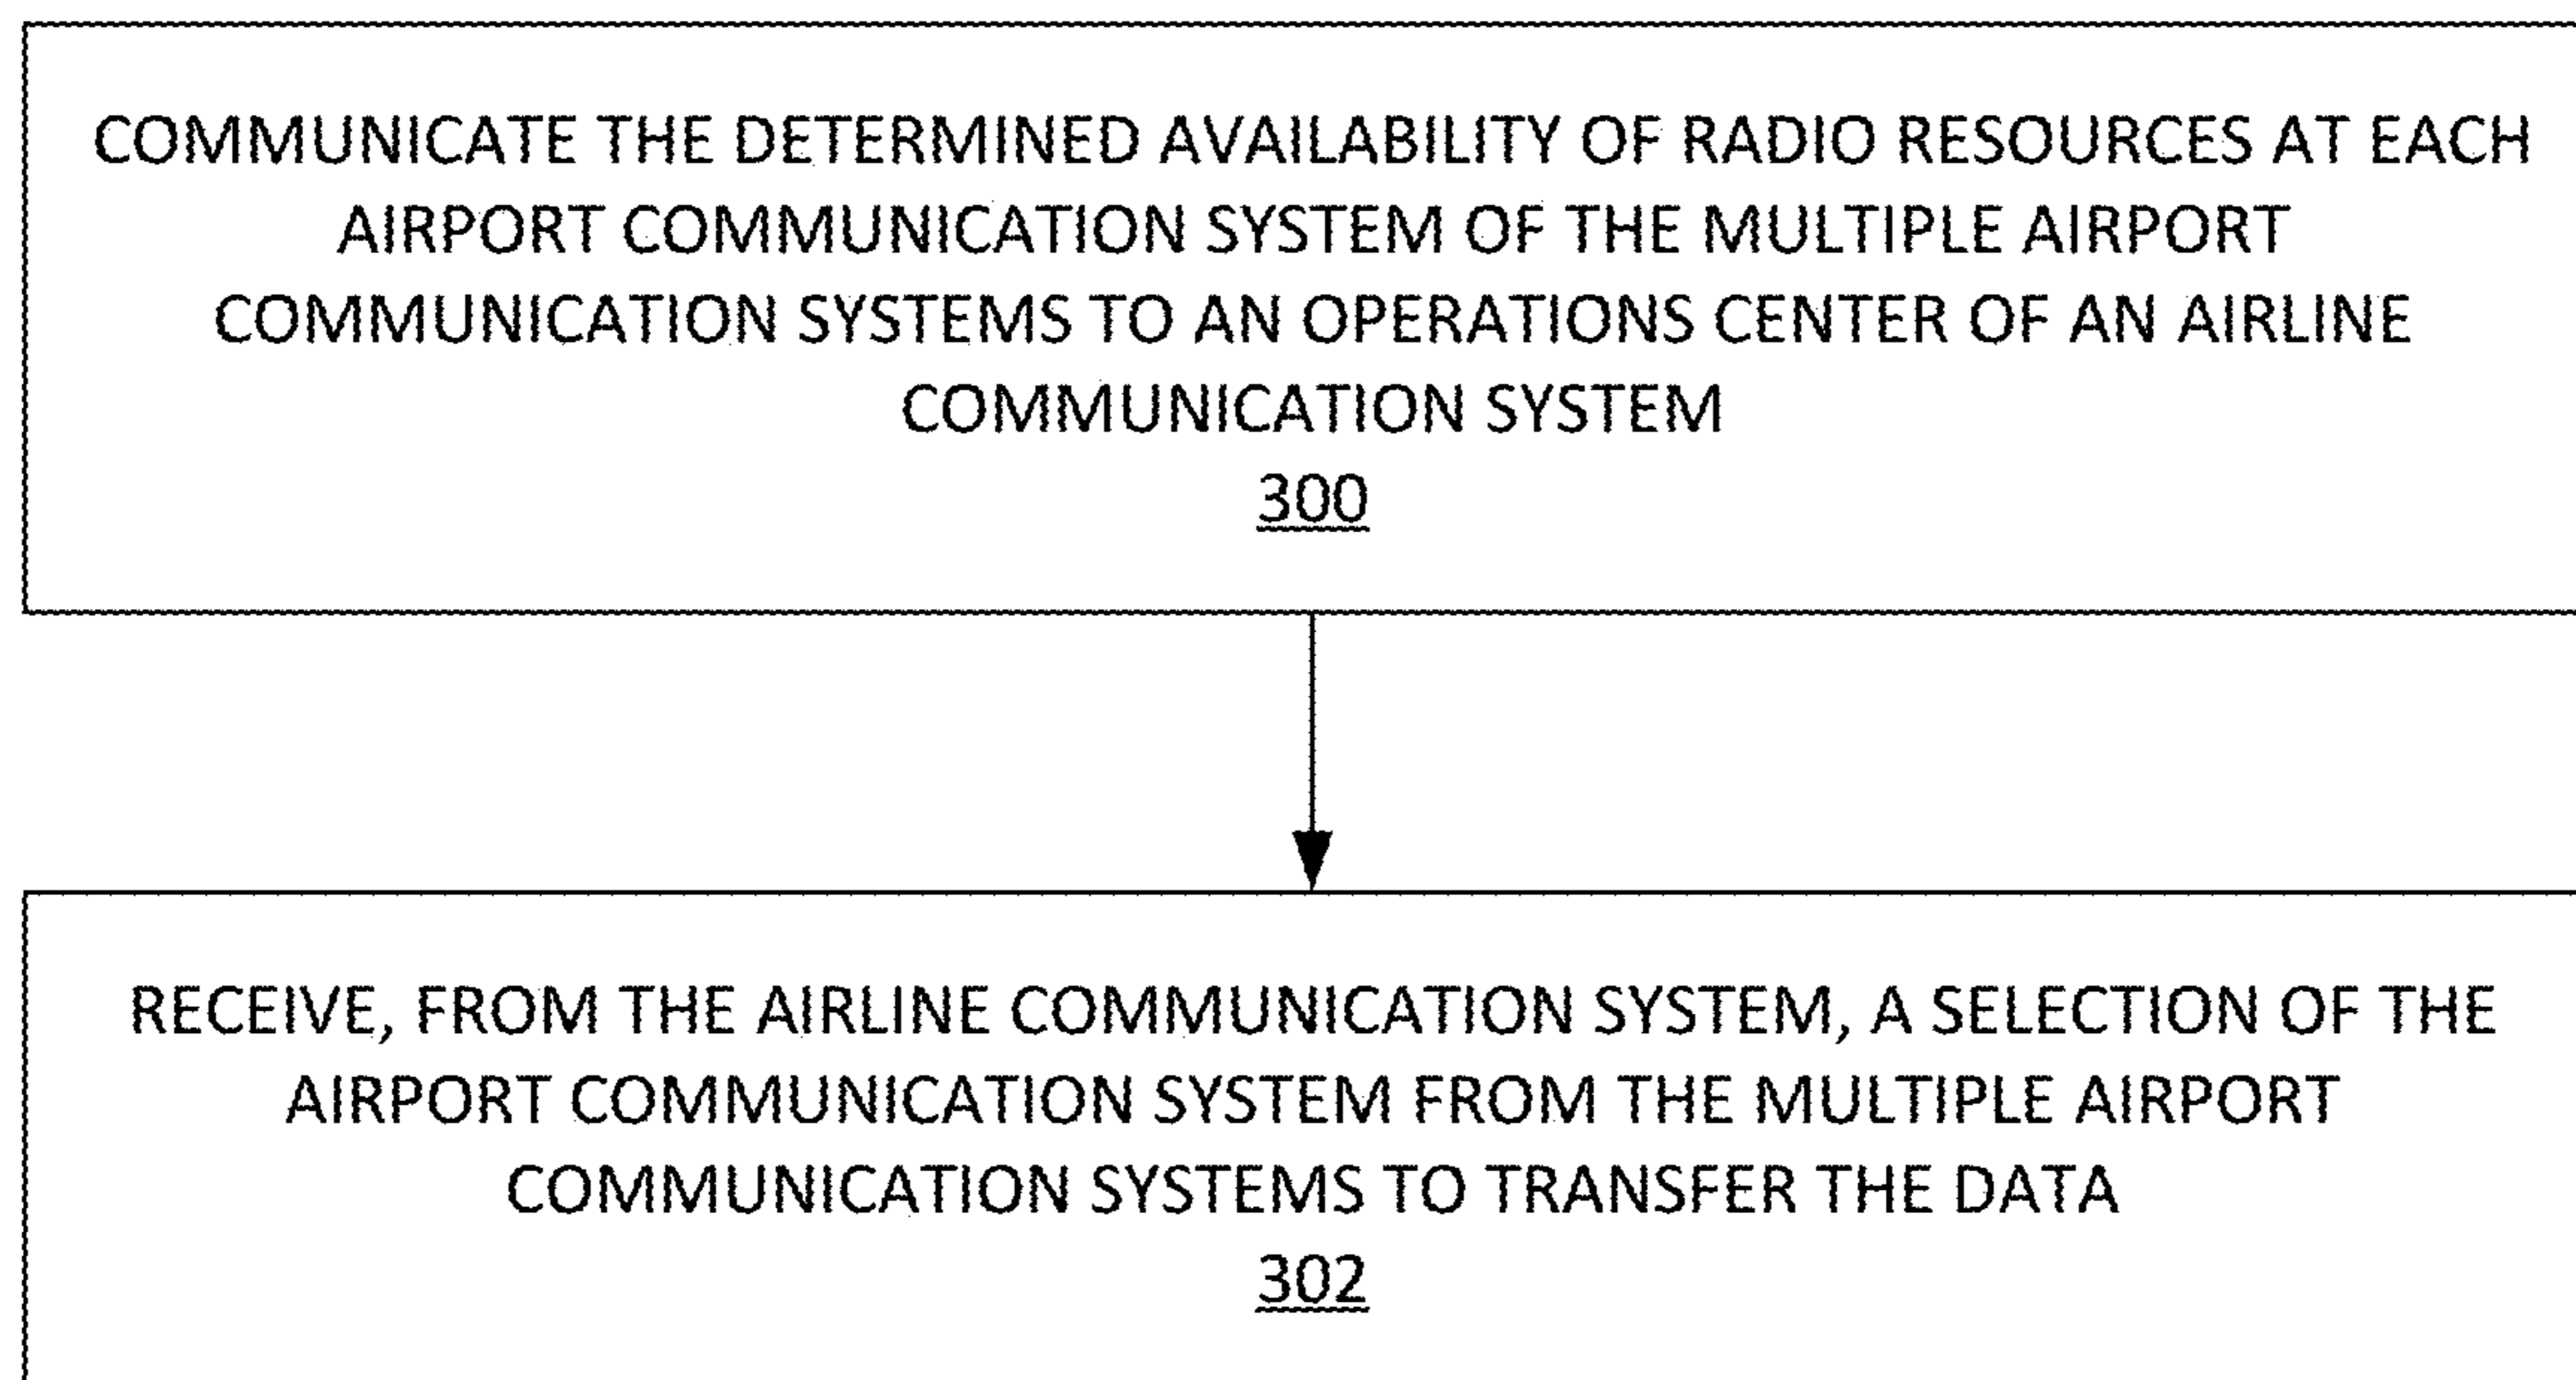 COMMUNICATE THE DETERMINED AVAILABILITY OF RADIO RESOURCES AT EACH
AIRPORT COMMUNICATION SYSTEM OF THE MULTIPLE AIRPORT
COMMUNICATION SYSTEMS TO AN OPERATIONS CENTER OF AN AIRLINE
COMMUNICATION SYSTEM
300
RECEIVE, FROM THE AIRLINE COMMUNICATION SYSTEM, A SELECTION OF THE
AIRPORT COMMUNICATION SYSTEM FROM THE MULTIPLE AIRPORT
COMMUNICATION SYSTEMS TO TRANSFER THE DATA
302